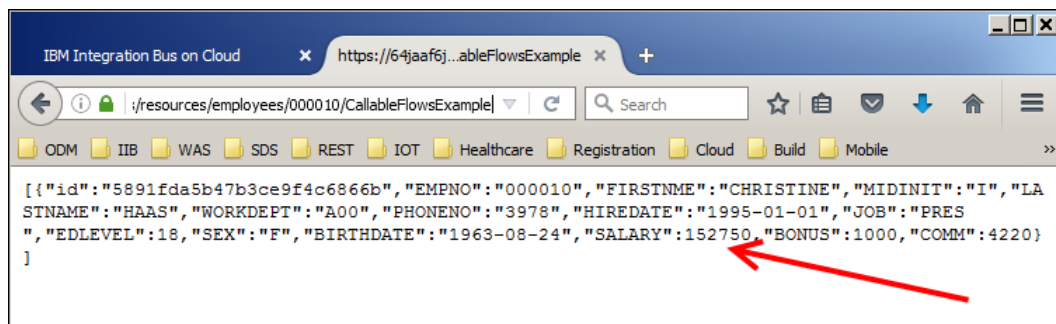 IBM Integration Bus on Cloud × https://64jaaf6j...ableFlowsExample × +
:/resources/employees/000010/CallableFlowsExample Search
ODM IIB WAS SDS REST IOT Healthcare Registration Cloud Build Mobile »
[{"id":"5891fda5b47b3ce9f4c6866b","EMPNO":"000010","FIRSTNME":"CHRISTINE","MIDINIT":"I","LA
STNAME":"HAAS","WORKDEPT":"A00","PHONENO":"3978","HIREDATE":"1995-01-01","JOB":"PRES
","EDLEVEL":18,"SEX":"F","BIRTHDATE":"1963-08-24","SALARY":152750,"BONUS":1000,"COMM":4220}
]